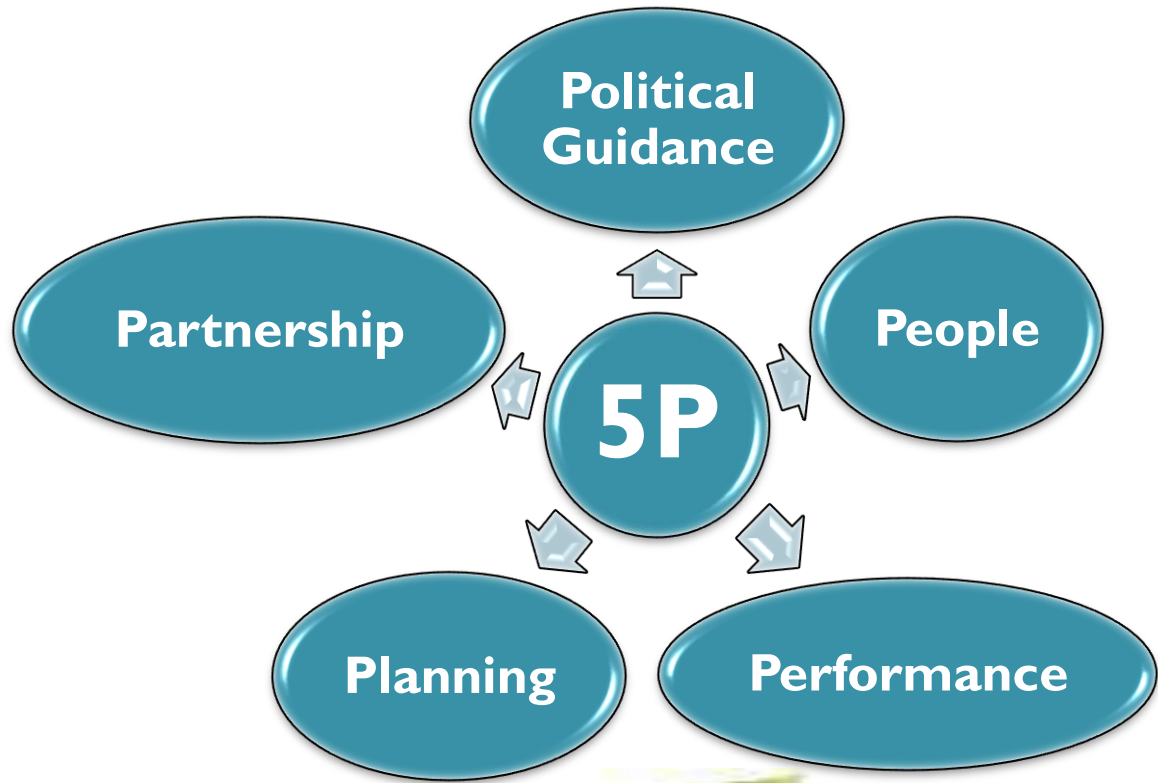 Political
Guidance
Partnership
People
5P
Planning
Performance